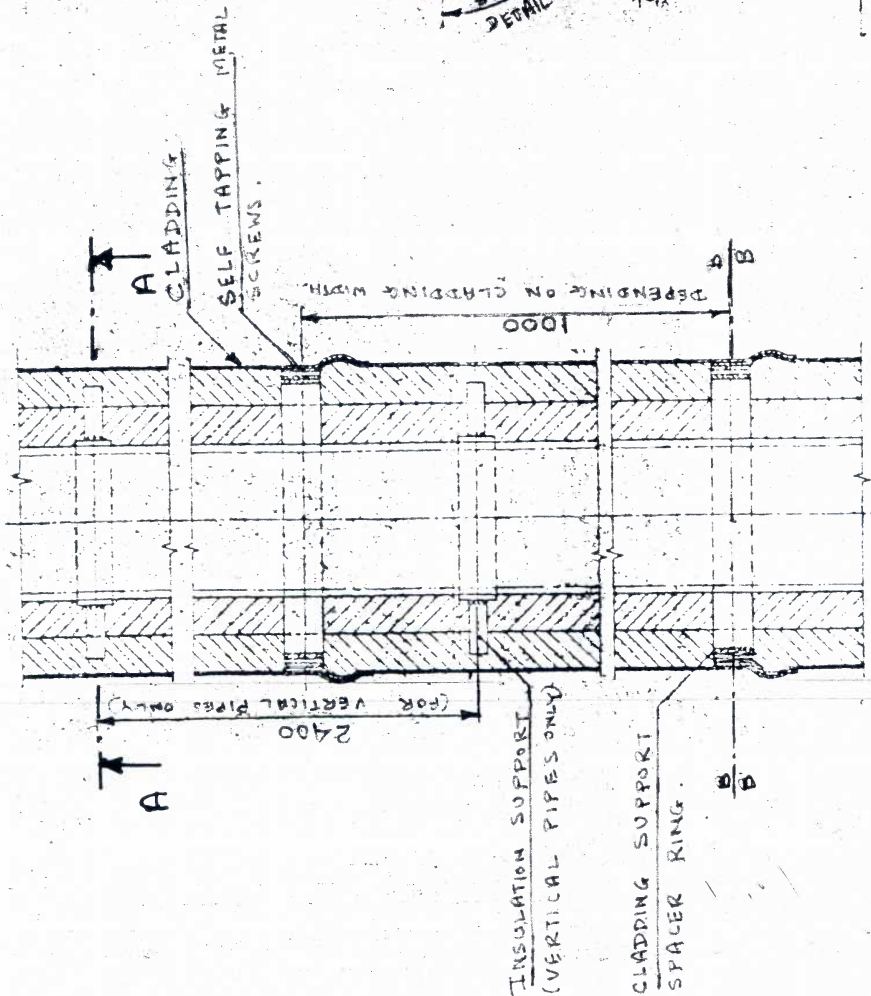 DETAIL
A
CLADDING
SELF TAPPING METAL
SCREWS.
1000
DEPENDING ON CLADDING WIDTH.
B
B
2400
(FOR VERTICAL PIPES ONLY)
A
INSULATION SUPPORT
(VERTICAL PIPES ONLY)
CLADDING SUPPORT
SPACER RING.
B
B